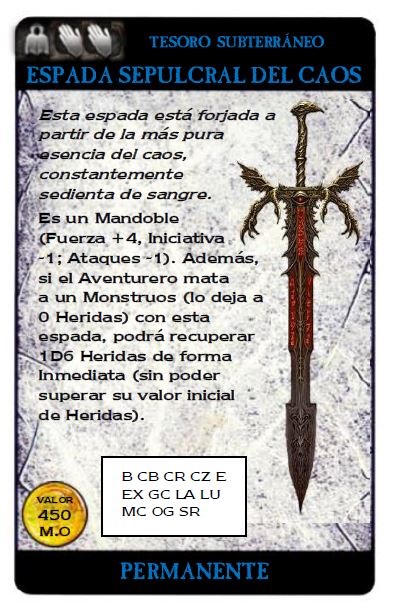 TESORO SUBTERRÁNEO
ESPADA SEPULCRAL DEL CAOS
Esta espada está forjada a
partir de la más pura
esencia del caos,
constantemente
sedienta de sangre.
Es un Mandoble
(Fuerza +4, Iniciativa
-1; Ataques -1). Además,
si el Aventurero mata
a un Monstruos (lo deja a
0 Heridas) con esta
espada, podrá recuperar
1D6 Heridas de forma
Inmediata (sin poder
superar su valor inicial
de Heridas).
B CB CR CZ E
EX GC LA LU
MC OG SR
VALOR
450
M.O
PERMANENTE